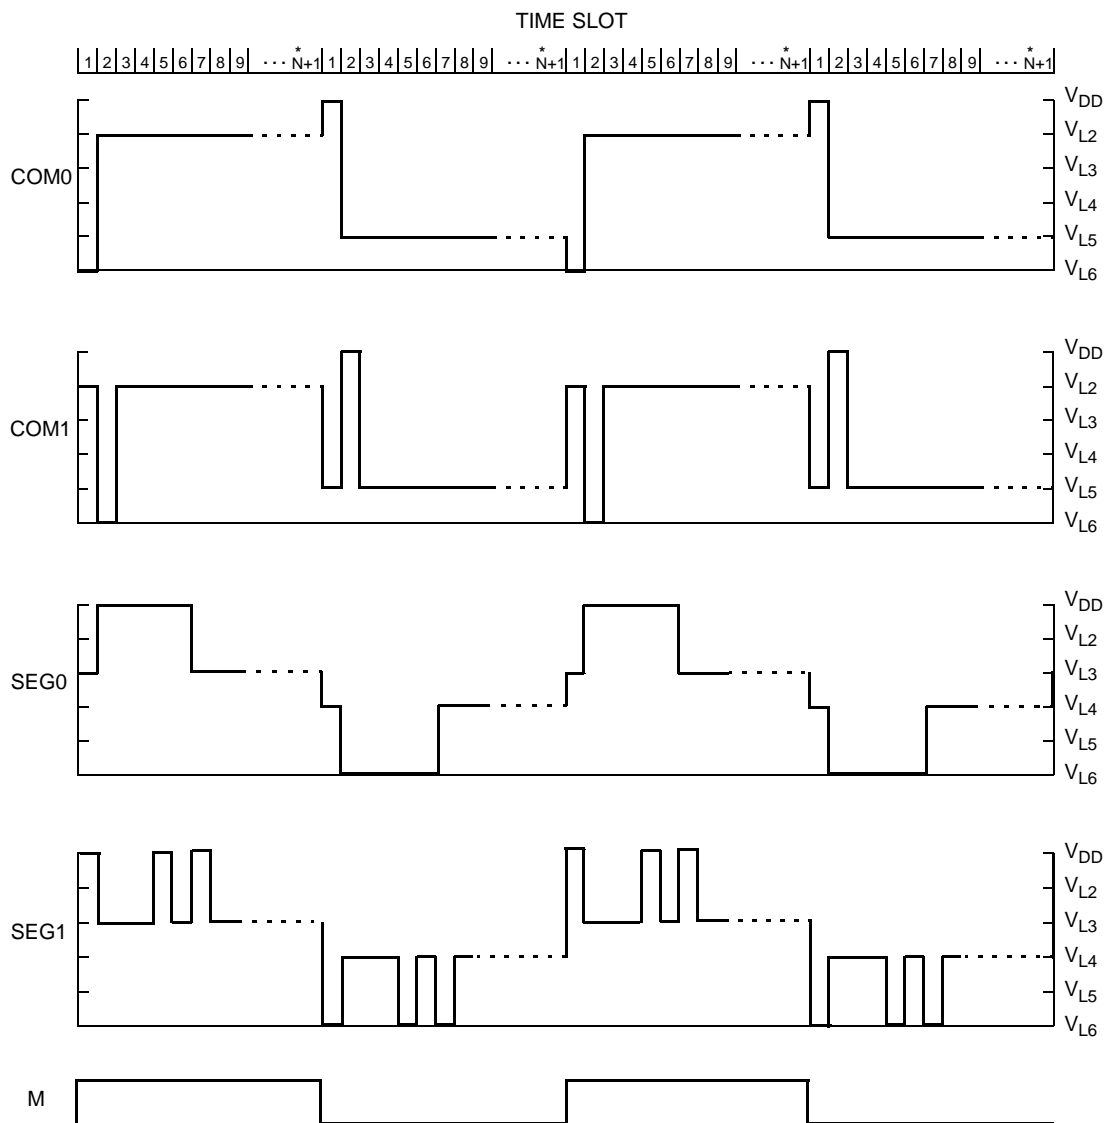 TIME SLOT
* * * *
1 2 3 4 5 6 7 8 9 ··· N+1 1 2 3 4 5 6 7 8 9 ··· N+1 1 2 3 4 5 6 7 8 9 ··· N+1 1 2 3 4 5 6 7 8 9 ··· N+1
COM0
VDD
VL2
VL3
VL4
VL5
VL6
COM1
VDD
VL2
VL3
VL4
VL5
VL6
SEG0
VDD
VL2
VL3
VL4
VL5
VL6
SEG1
VDD
VL2
VL3
VL4
VL5
VL6
M